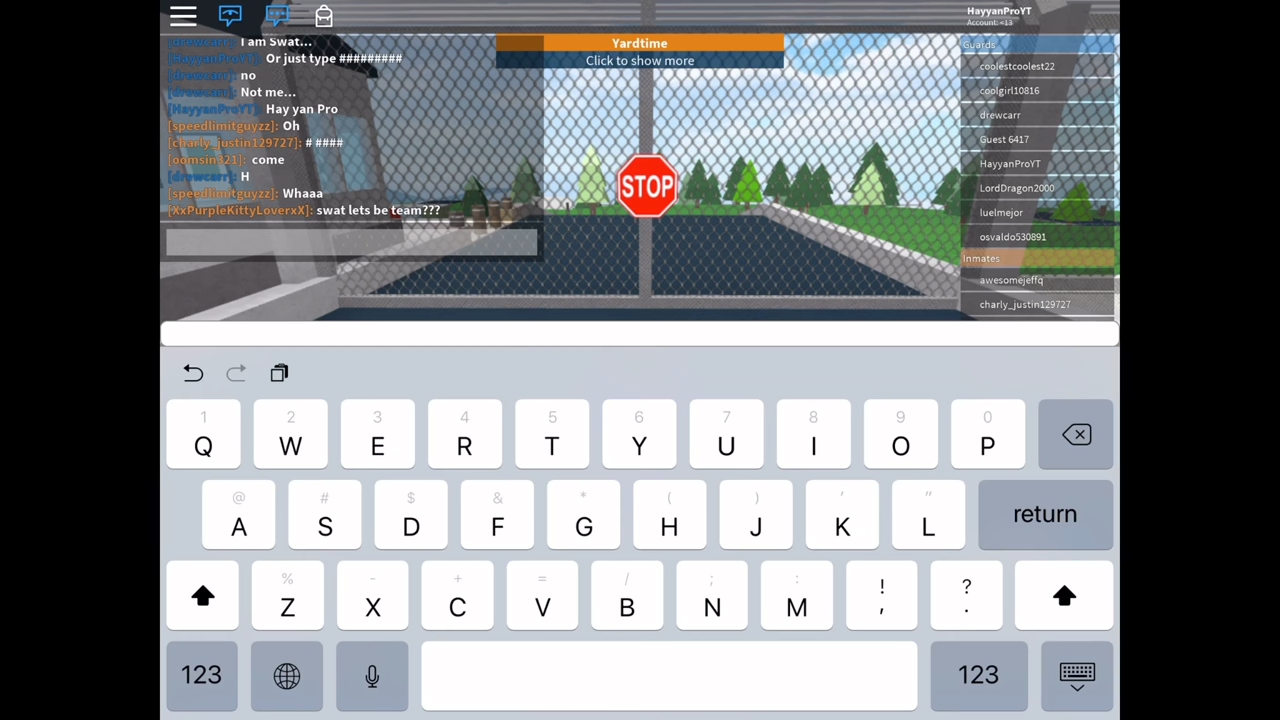 HayyanProYT
Account: <13
[drewcarr]: I am Swat...
[HayyanProYT]: Or just type #########
[drewcarr]: no
[drewcarr]: Not me...
[HayyanProYT]: Hay yan Pro
[speedlimitguyzz]: Oh
[charly_justin129727]: # ####
[oomsin321]: come
[drewcarr]: H
[speedlimitguyzz]: Whaaa
[XxPurpleKittyLoverxX]: swat lets be team???
Yardtime
Click to show more
STOP
Guards
coolestcoolest22
coolgirl10816
drewcarr
Guest 6417
HayyanProYT
LordDragon2000
luelmejor
osvaldo530891
Inmates
awesomejeffq
charly_justin129727
1 2 3 4 5 6 7 8 9 0
Q W E R T Y U I O P
@ # $ & * ( ) ' "
A S D F G H J K L return
% - + = / ; : ! ?
Z X C V B N M , .
123 123